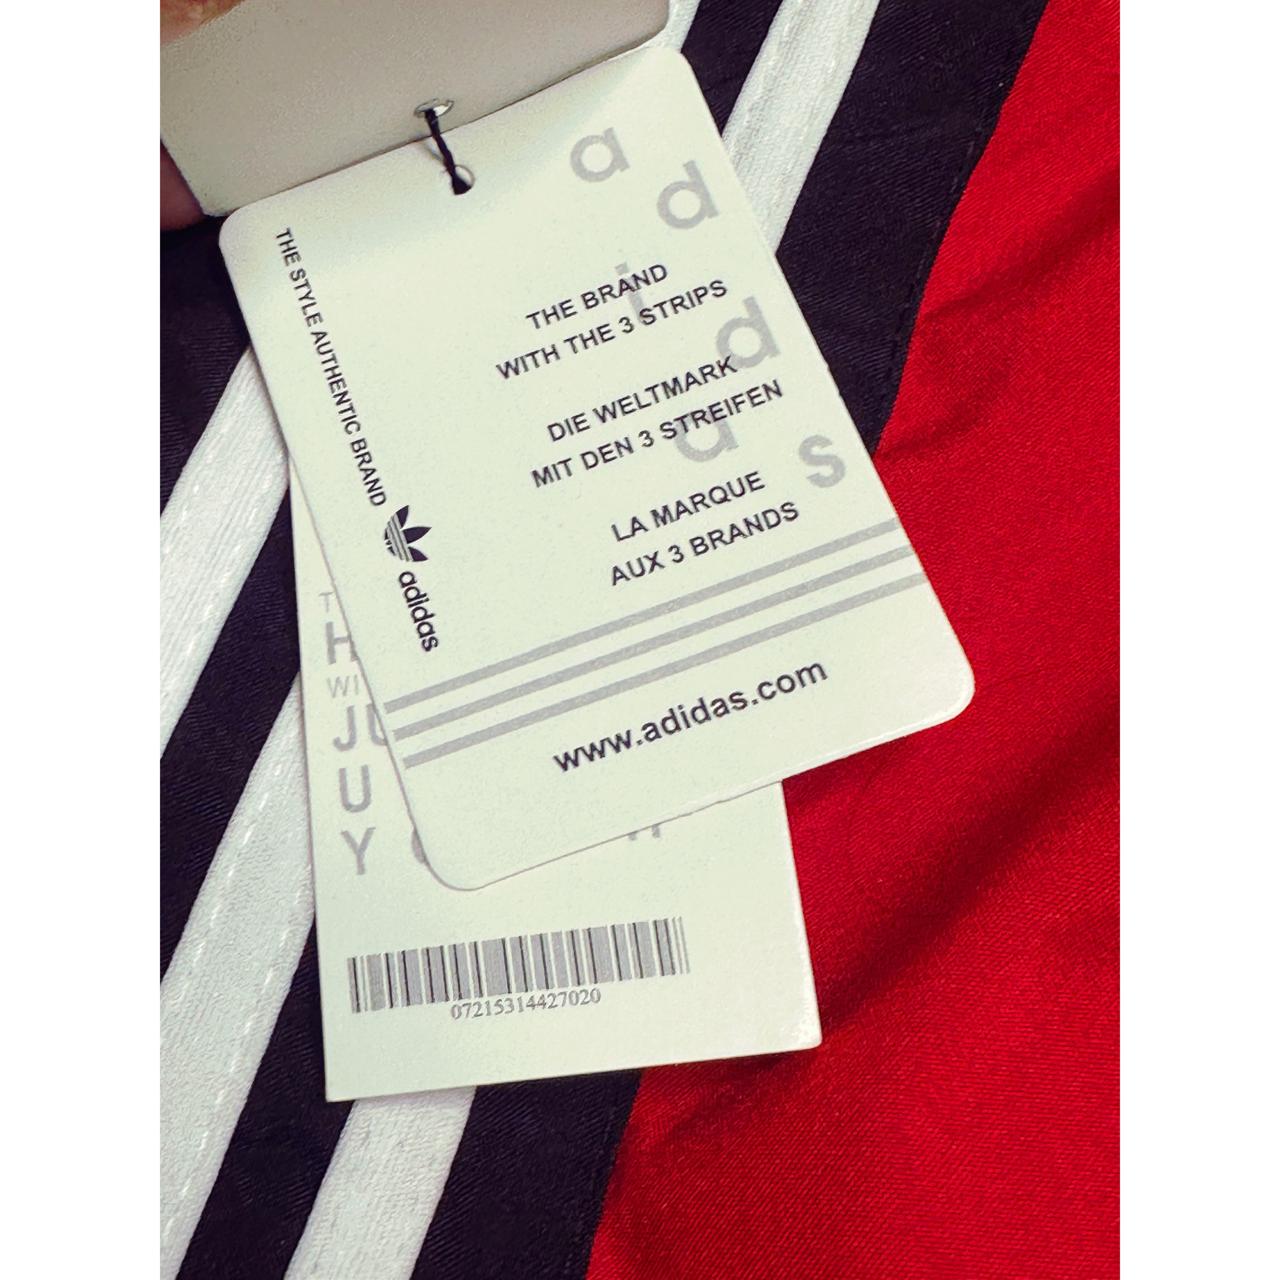 a
d
i
d
a
s
THE STYLE AUTHENTIC BRAND
adidas
THE BRAND
WITH THE 3 STRIPS
DIE WELTMARK
MIT DEN 3 STREIFEN
LA MARQUE
AUX 3 BRANDS
www.adidas.com
07215314427020